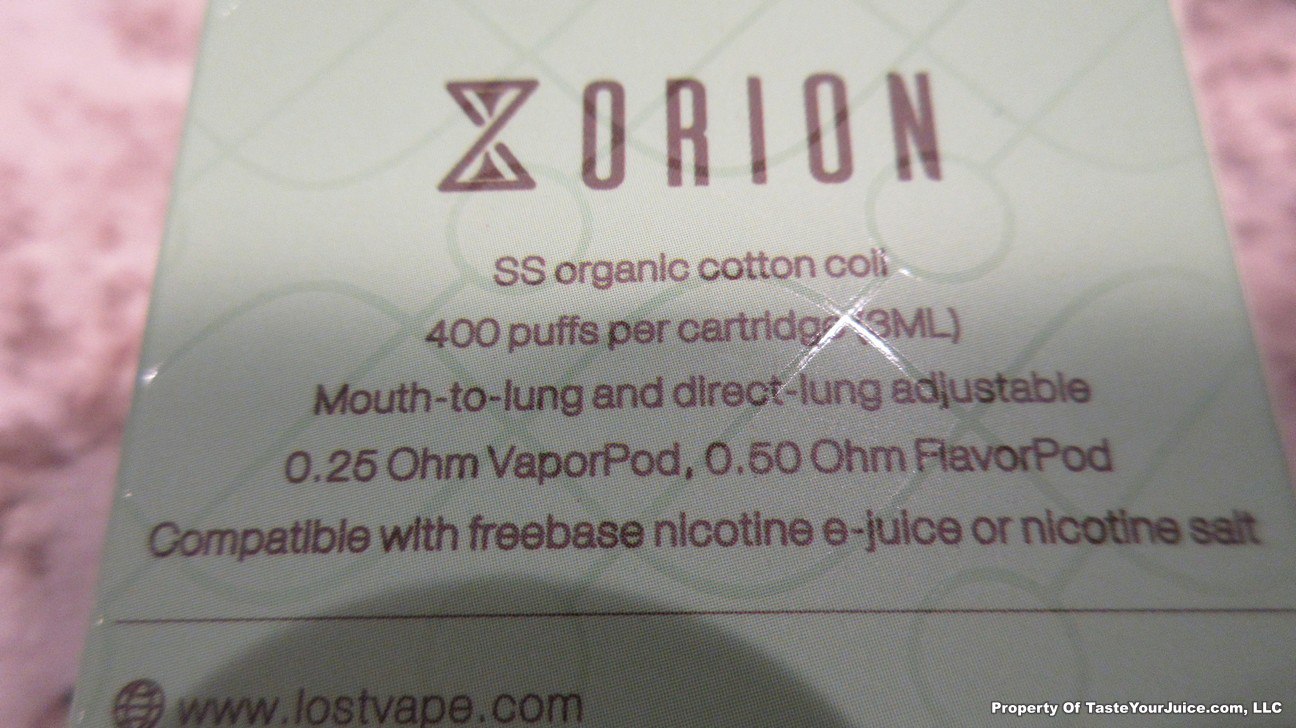 ORION
SS organic cotton coil
400 puffs per cartridge (3ML)
Mouth-to-lung and direct-lung adjustable
0.25 Ohm VaporPod, 0.50 Ohm FlavorPod
Compatible with freebase nicotine e-juice or nicotine salt
www.lostvape.com
Property Of TasteYourJuice.com, LLC